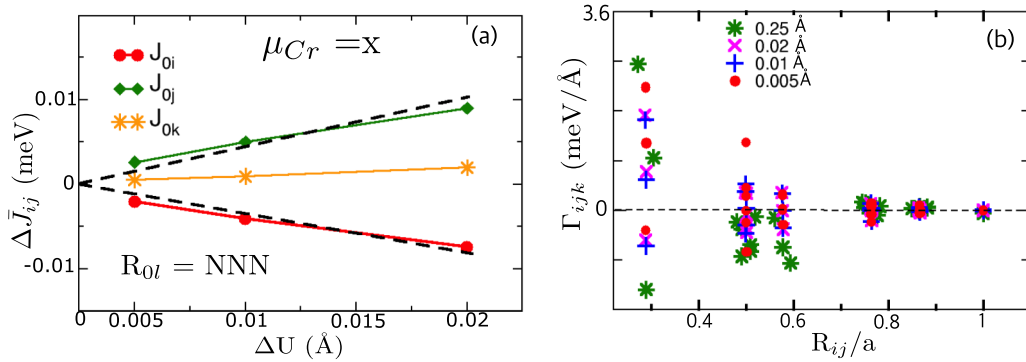 (a)
μ_Cr = x
J_0i
J_0j
J_0k
0.01
0
-0.01
ΔJ̄_ij (meV)
R_0l = NNN
0 0.005 0.01 0.02
ΔU (Å)
(b)
3.6
0
0.25 Å
0.02 Å
0.01 Å
0.005Å
Γ_ijk (meV/Å)
0.4 0.6 0.8 1
R_ij/a